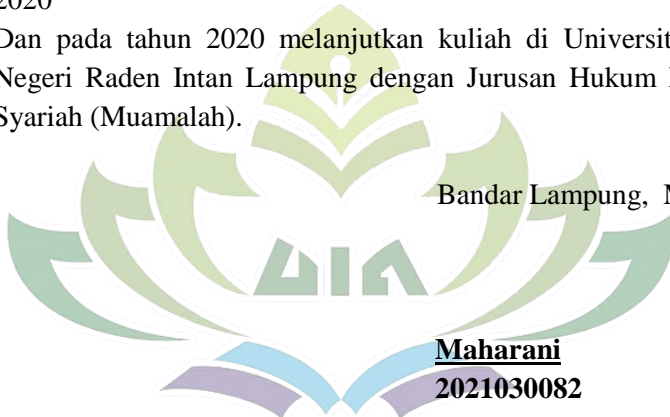 2020
Dan pada tahun 2020 melanjutkan kuliah di
Negeri Raden Intan Lampung dengan Jurusan Hukum
Syariah (Muamalah).
Bandar Lampung,
UIN
Maharani
2021030082